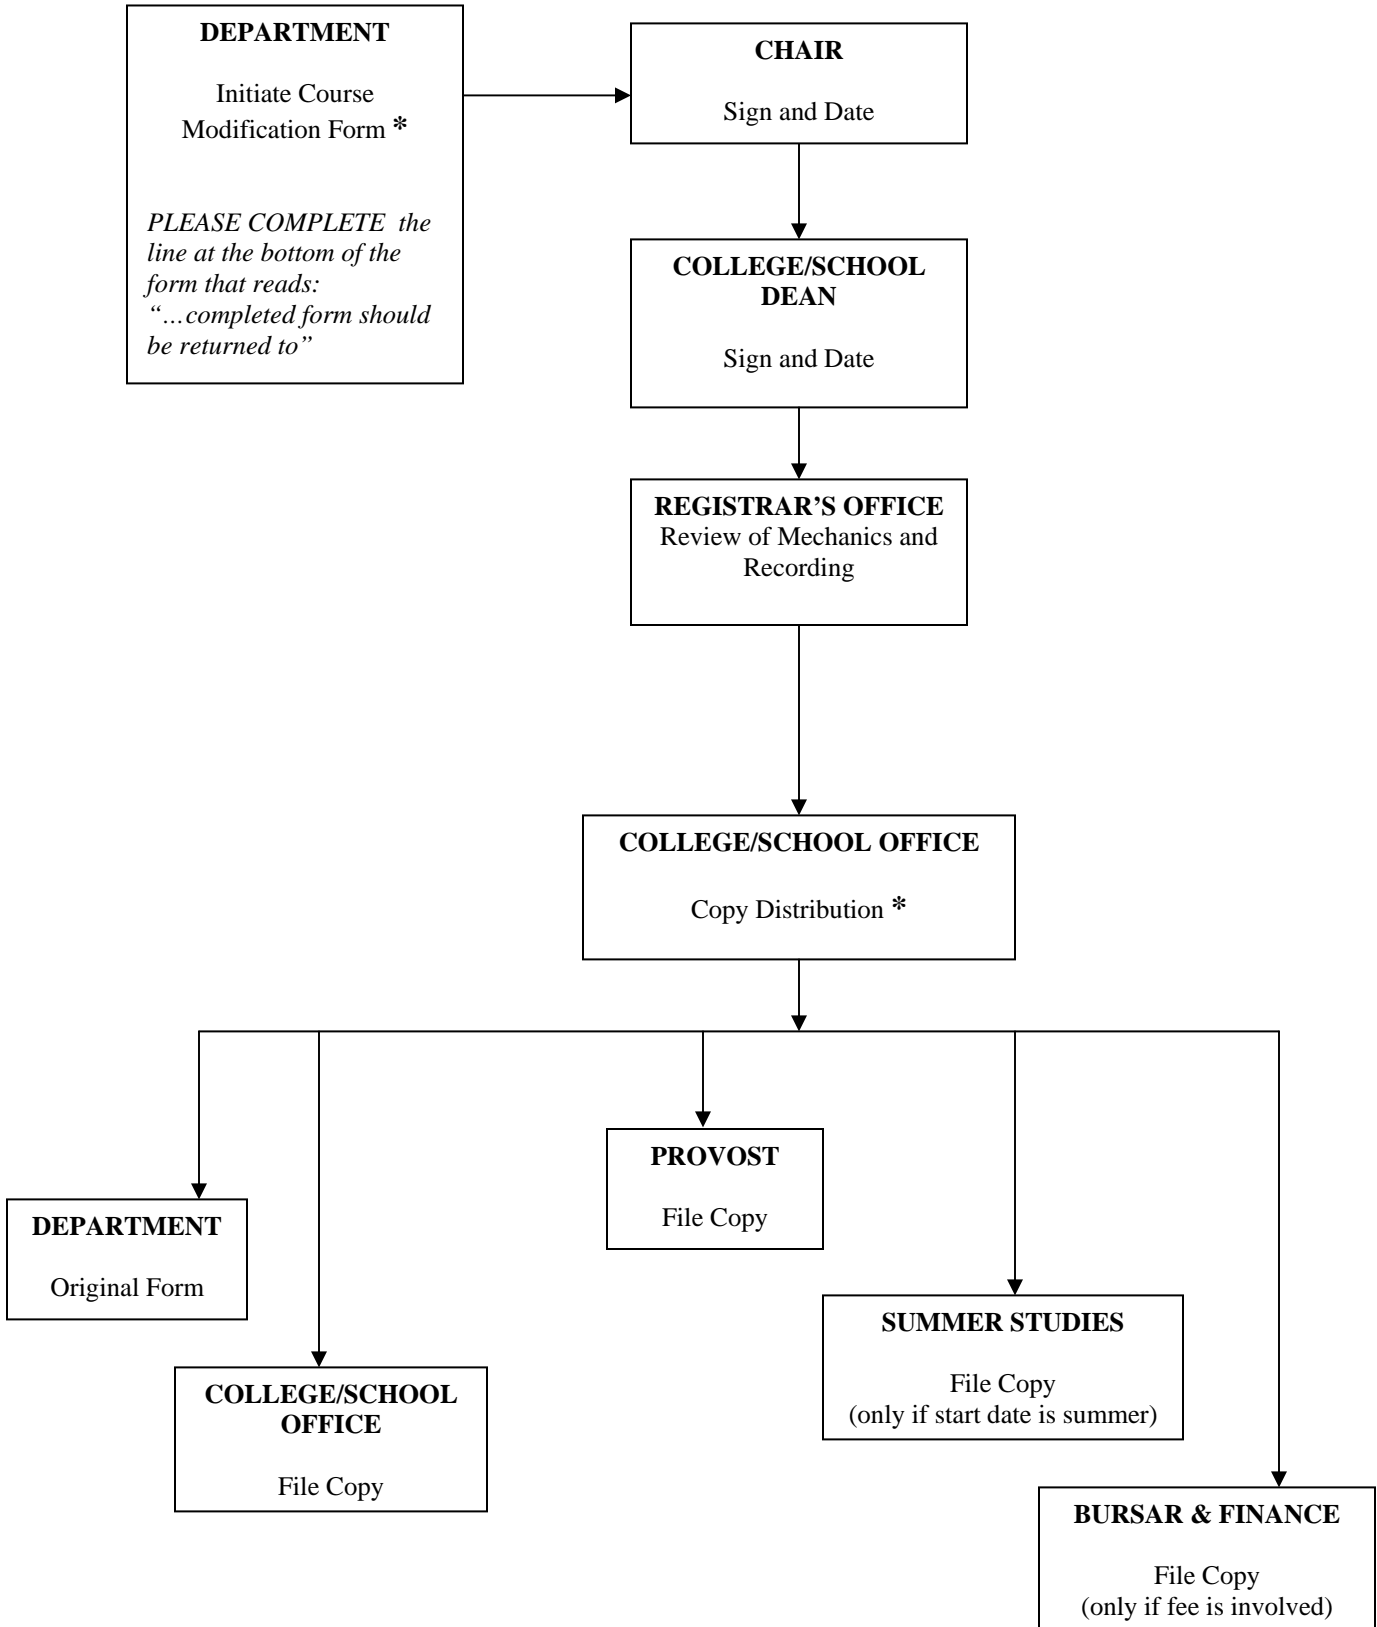 DEPARTMENT
Initiate Course
Modification Form *
PLEASE COMPLETE the
line at the bottom of the
form that reads:
“…completed form should
be returned to”
CHAIR
Sign and Date
COLLEGE/SCHOOL
DEAN
Sign and Date
REGISTRAR’S OFFICE
Review of Mechanics and
Recording
COLLEGE/SCHOOL OFFICE
Copy Distribution *
PROVOST
File Copy
DEPARTMENT
Original Form
SUMMER STUDIES
File Copy
(only if start date is summer)
COLLEGE/SCHOOL
OFFICE
File Copy
BURSAR & FINANCE
File Copy
(only if fee is involved)